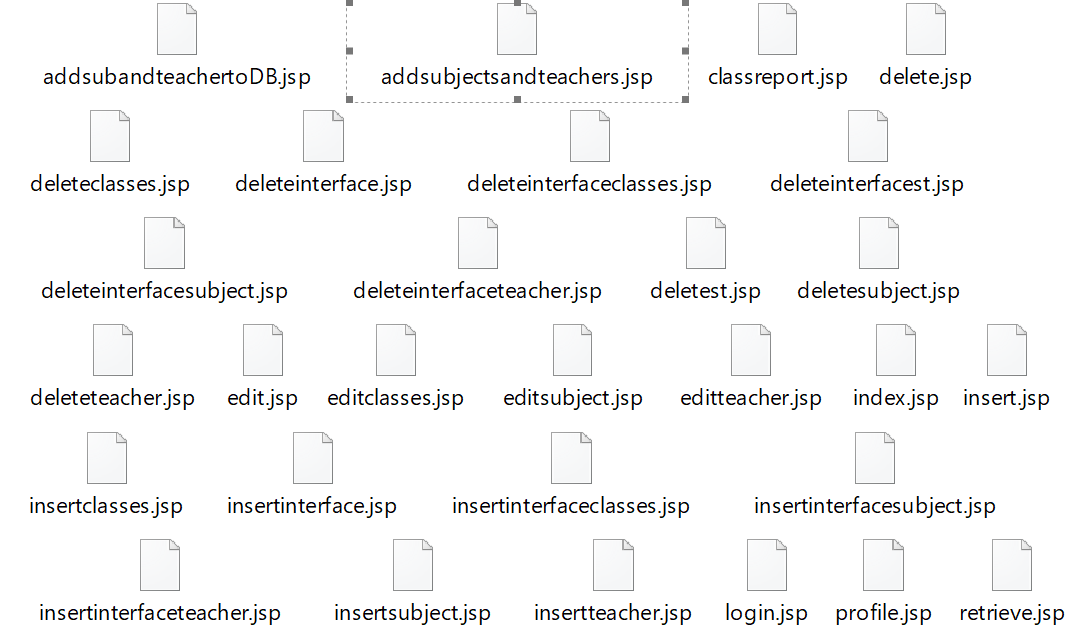 addsubandteachertoDB.jsp addsubjectsandteachers.jsp classreport.jsp delete.jsp
deleteclasses.jsp deleteinterface.jsp deleteinterfaceclasses.jsp deleteinterfacest.jsp
deleteinterfacesubject.jsp deleteinterfaceteacher.jsp deletest.jsp deletesubject.jsp
deleteteacher.jsp edit.jsp editclasses.jsp editsubject.jsp editteacher.jsp index.jsp insert.jsp
insertclasses.jsp insertinterface.jsp insertinterfaceclasses.jsp insertinterfacesubject.jsp
insertinterfaceteacher.jsp insertsubject.jsp insertteacher.jsp login.jsp profile.jsp retrieve.jsp